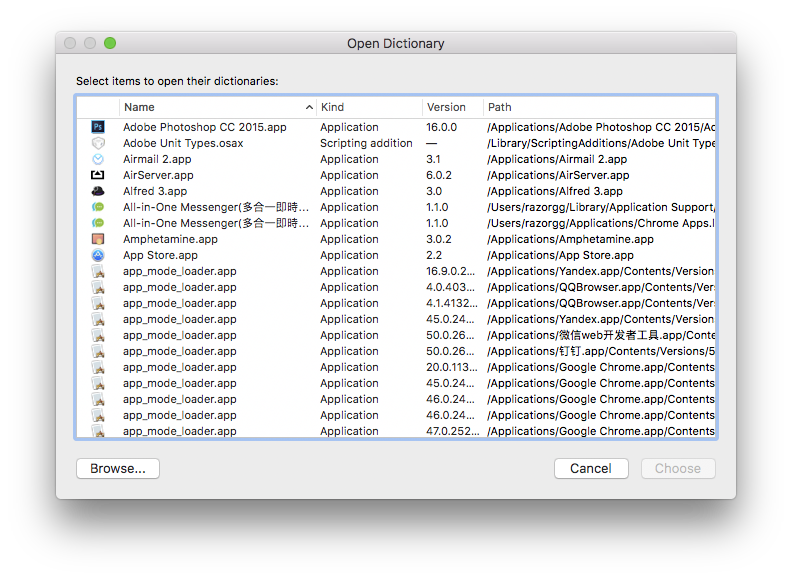 Open Dictionary
Select items to open their dictionaries:
Name Kind Version Path
Ps Adobe Photoshop CC 2015.app Application 16.0.0 /Applications/Adobe Photoshop CC 2015/Ad
Adobe Unit Types.osax Scripting addition — /Library/ScriptingAdditions/Adobe Unit Type
Airmail 2.app Application 3.1 /Applications/Airmail 2.app
AirServer.app Application 6.0.2 /Applications/AirServer.app
Alfred 3.app Application 3.0 /Applications/Alfred 3.app
All-in-One Messenger(多合一即時... Application 1.1.0 /Users/razorgg/Library/Application Support/
All-in-One Messenger(多合一即時... Application 1.1.0 /Users/razorgg/Applications/Chrome Apps.l
Amphetamine.app Application 3.0.2 /Applications/Amphetamine.app
App Store.app Application 2.2 /Applications/App Store.app
app_mode_loader.app Application 16.9.0.2... /Applications/Yandex.app/Contents/Version
app_mode_loader.app Application 4.0.403... /Applications/QQBrowser.app/Contents/Vers
app_mode_loader.app Application 4.1.4132... /Applications/QQBrowser.app/Contents/Vers
app_mode_loader.app Application 45.0.24... /Applications/Yandex.app/Contents/Version
app_mode_loader.app Application 50.0.26... /Applications/微信web开发者工具.app/Conte
app_mode_loader.app Application 50.0.26... /Applications/钉钉.app/Contents/Versions/5
app_mode_loader.app Application 20.0.113... /Applications/Google Chrome.app/Contents
app_mode_loader.app Application 45.0.24... /Applications/Google Chrome.app/Contents
app_mode_loader.app Application 46.0.24... /Applications/Google Chrome.app/Contents
app_mode_loader.app Application 46.0.24... /Applications/Google Chrome.app/Contents
app_mode_loader.app Application 47.0.252... /Applications/Google Chrome.app/Contents
Browse... Cancel Choose